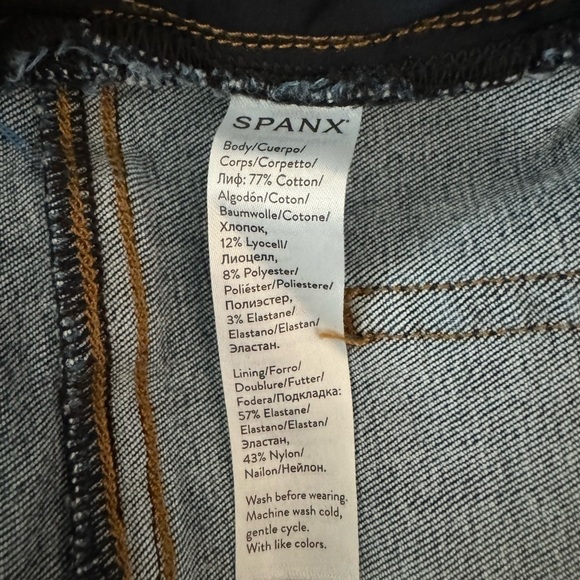 SPANX
Body/Cuerpo/
Corps/Corpetto/
Лиф: 77% Cotton/
Algodón/Coton/
Baumwolle/Cotone/
Хлопок,
12% Lyocell/
Лиоцелл,
8% Polyester/
Poliéster/Poliestere/
Полиэстер,
3% Elastane/
Elastano/Elastan/
Эластан.
Lining/Forro/
Doublure/Futter/
Fodera/Подкладка:
57% Elastane/
Elastano/Elastan/
Эластан,
43% Nylon/
Nailon/Нейлон.
Wash before wearing.
Machine wash cold,
gentle cycle.
With like colors.